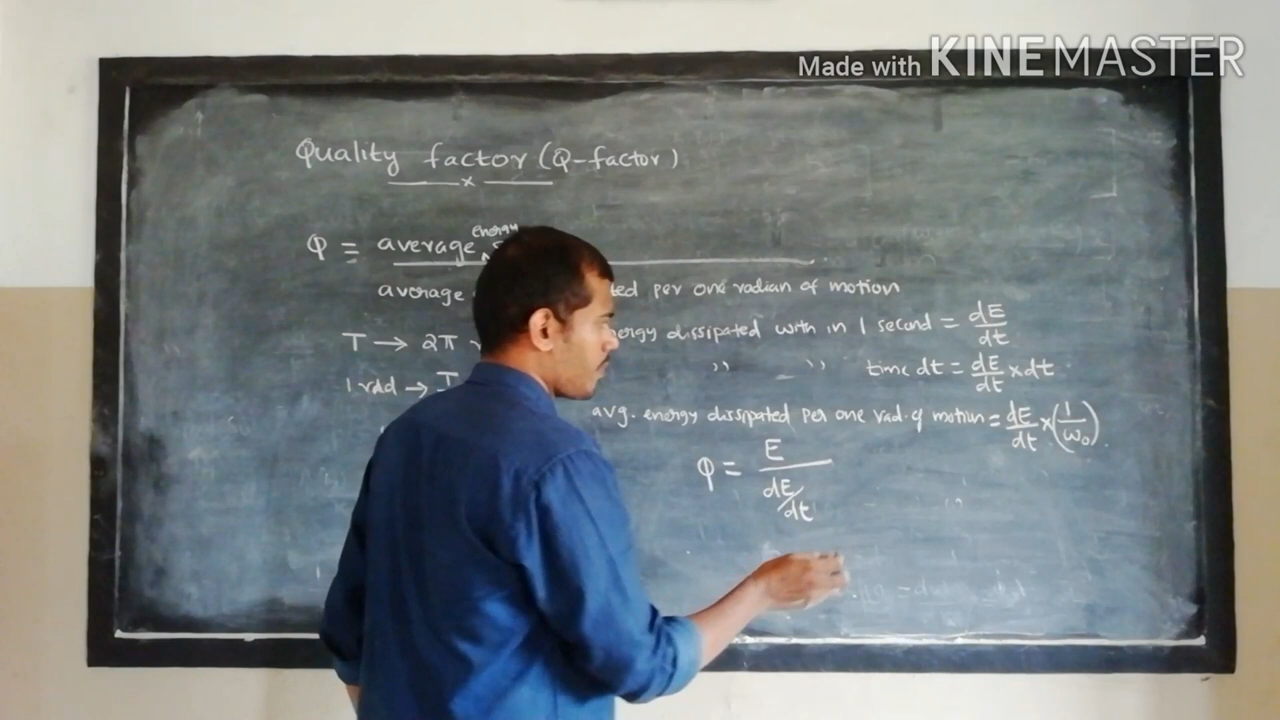 Made with KINEMASTER
Quality factor (Q-factor)
Q = average energy
average ted per one radian of motion
T → 2π energy dissipated with in 1 second = dE/dt
1 rad → T ,, ,, time dt = dE/dt × dt
avg. energy dissipated per one rad. of motion = dE/dt × (1/ω₀).
Q = E / dE/dt